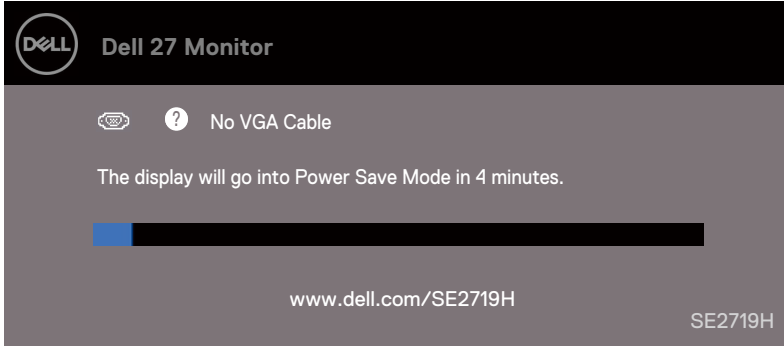 DELL Dell 27 Monitor
? No VGA Cable
The display will go into Power Save Mode in 4 minutes.
www.dell.com/SE2719H
SE2719H